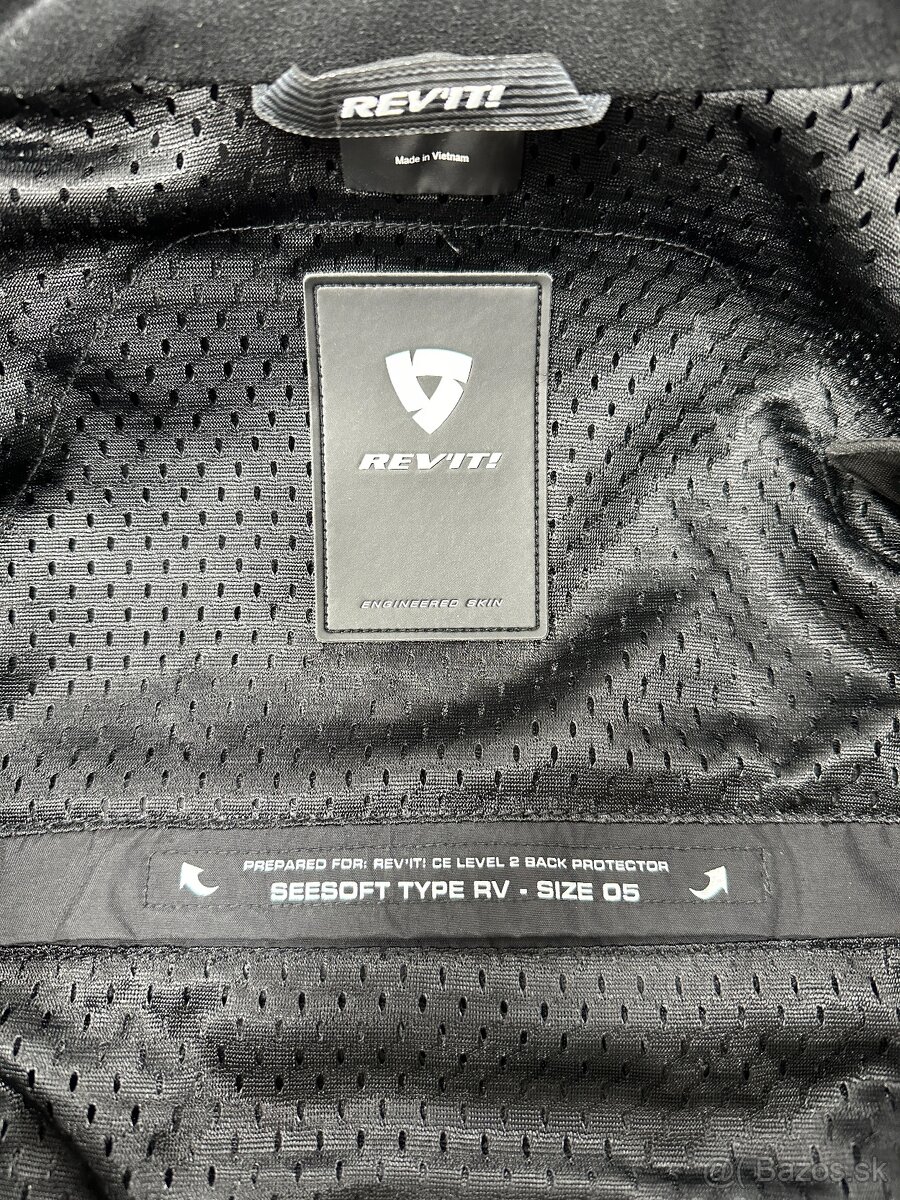 REV'IT!
Made in Vietnam
REV'IT!
ENGINEERED SKIN
PREPARED FOR: REV'IT! CE LEVEL 2 BACK PROTECTOR
SEESOFT TYPE RV - SIZE 05
Bazos.sk